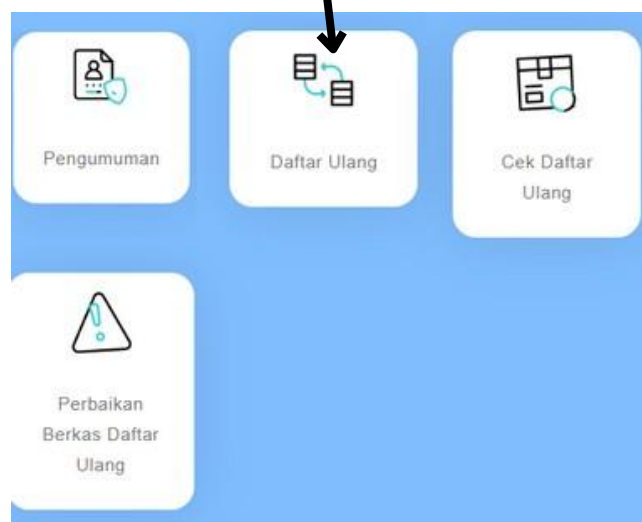 Pengumuman
Daftar Ulang
Cek Daftar
Ulang
Perbaikan
Berkas Daftar
Ulang